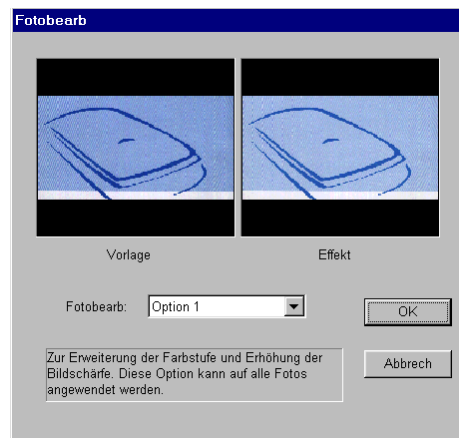 Fotobearb
Vorlage Effekt
Fotobearb: Option 1
OK
Zur Erweiterung der Farbstufe und Erhöhung der
Bildschärfe. Diese Option kann auf alle Fotos
angewendet werden.
Abbrech